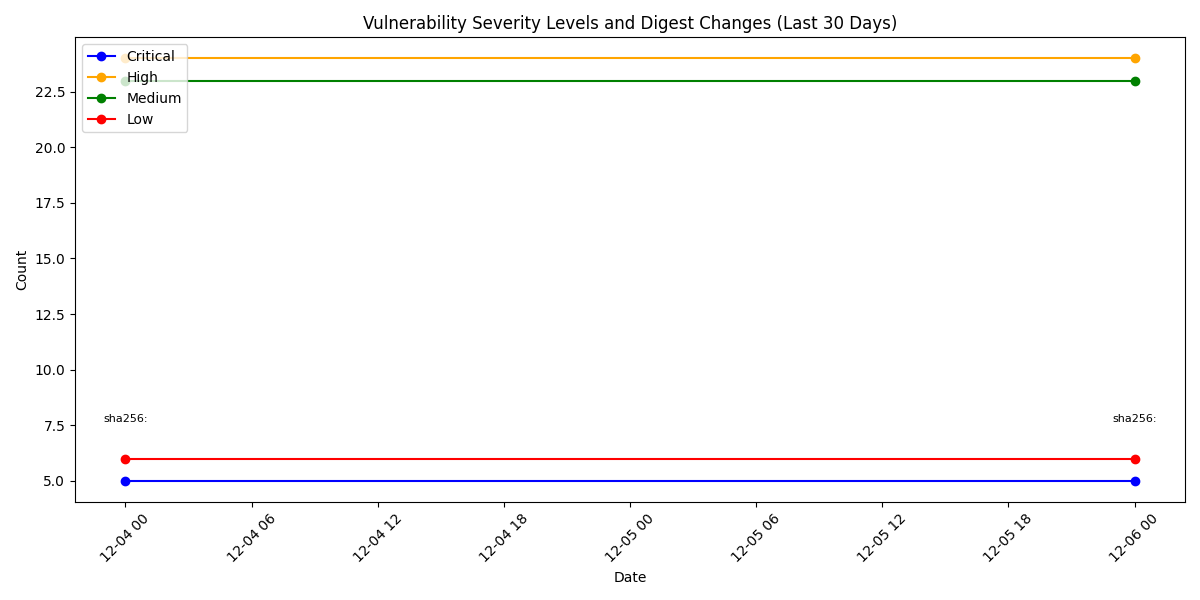 Vulnerability Severity Levels and Digest Changes (Last 30 Days)
Critical
High
Medium
Low
Count
22.5
20.0
17.5
15.0
12.5
10.0
7.5
5.0
sha256:
sha256:
12-04 00
12-04 06
12-04 12
12-04 18
12-05 00
12-05 06
12-05 12
12-05 18
12-06 00
Date